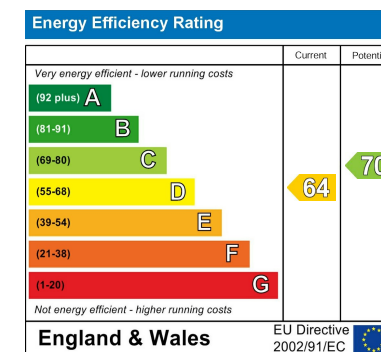 Energy Efficiency Rating
Current Potenti
Very energy efficient - lower running costs
(92 plus) A
(81-91) B
(69-80) C
(55-68) D
(39-54) E
(21-38) F
(1-20) G
64
70
Not energy efficient - higher running costs
England & Wales
EU Directive
2002/91/EC